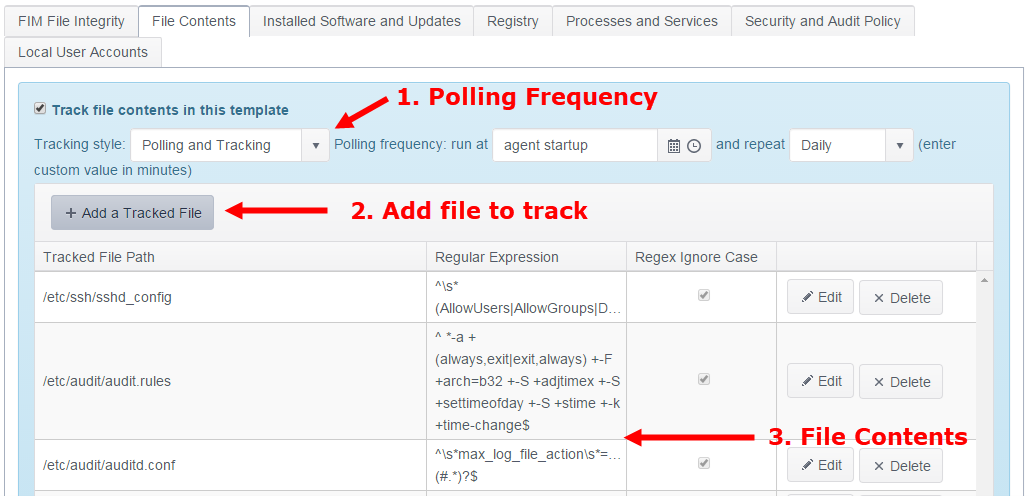 FIM File Integrity File Contents Installed Software and Updates Registry Processes and Services Security and Audit Policy
Local User Accounts
Track file contents in this template
1. Polling Frequency
Tracking style: Polling and Tracking Polling frequency: run at agent startup and repeat Daily (enter
custom value in minutes)
+ Add a Tracked File
2. Add file to track
Tracked File Path Regular Expression Regex Ignore Case
/etc/ssh/sshd_config
^\s*
(AllowUsers|AllowGroups|D...
Edit × Delete
/etc/audit/audit.rules
^ *-a +
(always,exit|exit,always) +-F
+arch=b32 +-S +adjtimex +-S
+settimeofday +-S +stime +-k
+time-change$
Edit × Delete
3. File Contents
/etc/audit/auditd.conf
^\s*max_log_file_action\s*=...
(#.*)?$
Edit × Delete